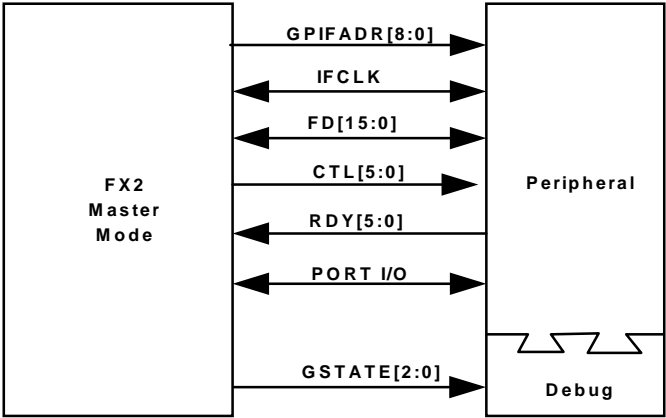 GPIFADR[8:0]
IFCLK
FD[15:0]
CTL[5:0]
RDY[5:0]
PORT I/O
GSTATE[2:0]
FX2
Master
Mode
Peripheral
Debug